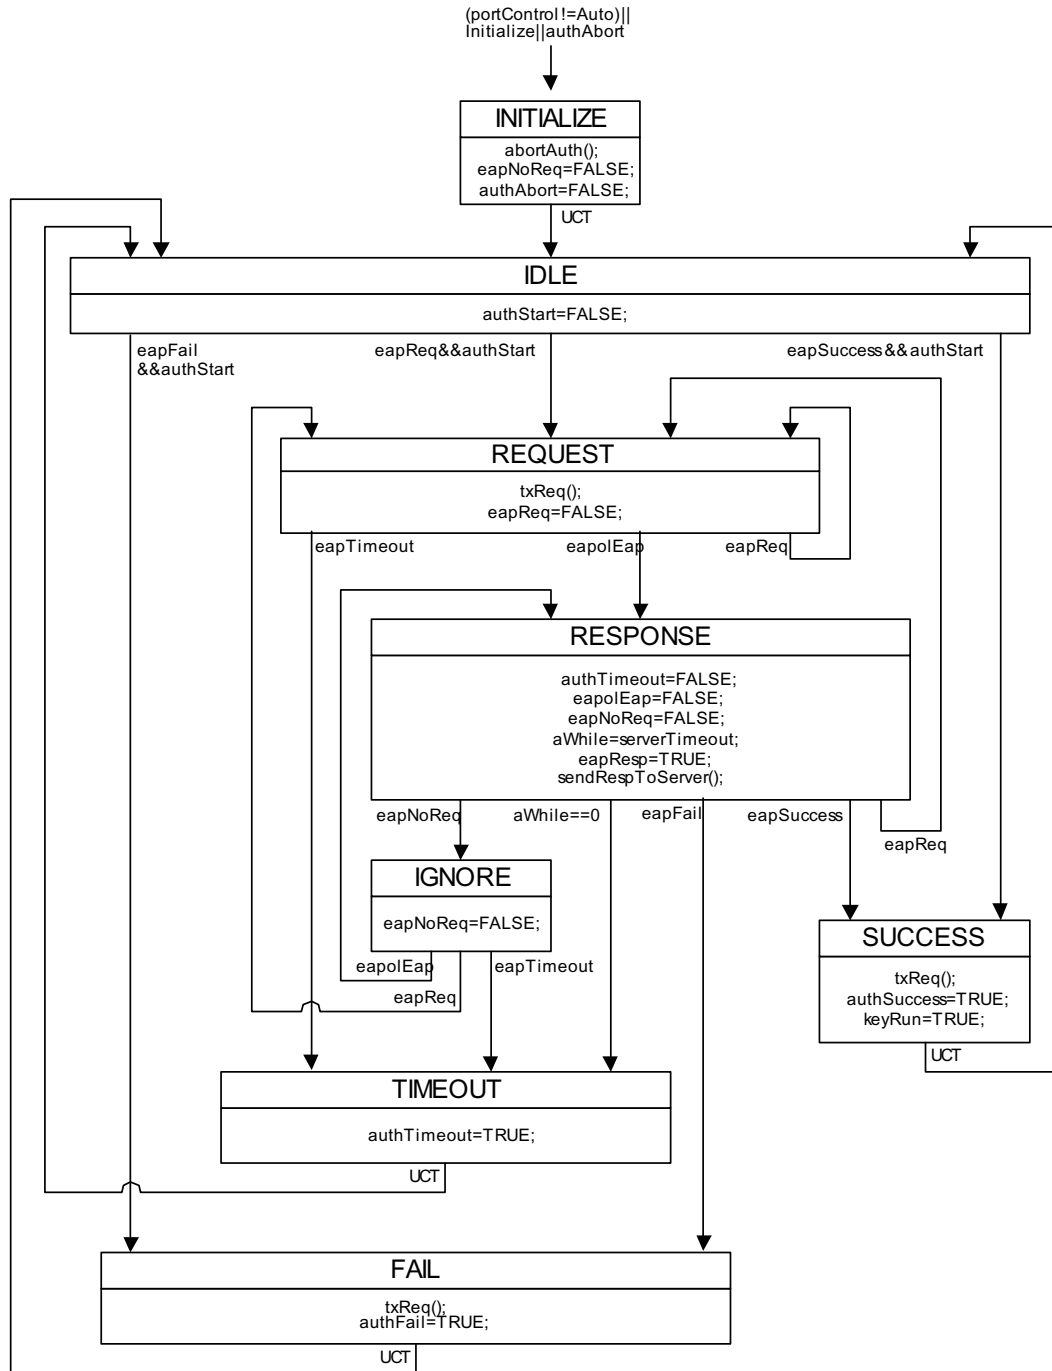 (portControl!=Auto)||
Initialize||authAbort
INITIALIZE
abortAuth();
eapNoReq=FALSE;
authAbort=FALSE;
UCT
IDLE
authStart=FALSE;
eapFail
&&authStart
eapReq&&authStart
eapSuccess&&authStart
REQUEST
txReq();
eapReq=FALSE;
eapTimeout
eapolEap
eapReq
RESPONSE
authTimeout=FALSE;
eapolEap=FALSE;
eapNoReq=FALSE;
aWhile=serverTimeout;
eapResp=TRUE;
sendRespToServer();
eapNoReq
aWhile==0
eapFail
eapSuccess
eapReq
IGNORE
eapNoReq=FALSE;
eapolEap
eapReq
eapTimeout
SUCCESS
txReq();
authSuccess=TRUE;
keyRun=TRUE;
UCT
TIMEOUT
authTimeout=TRUE;
UCT
FAIL
txReq();
authFail=TRUE;
UCT